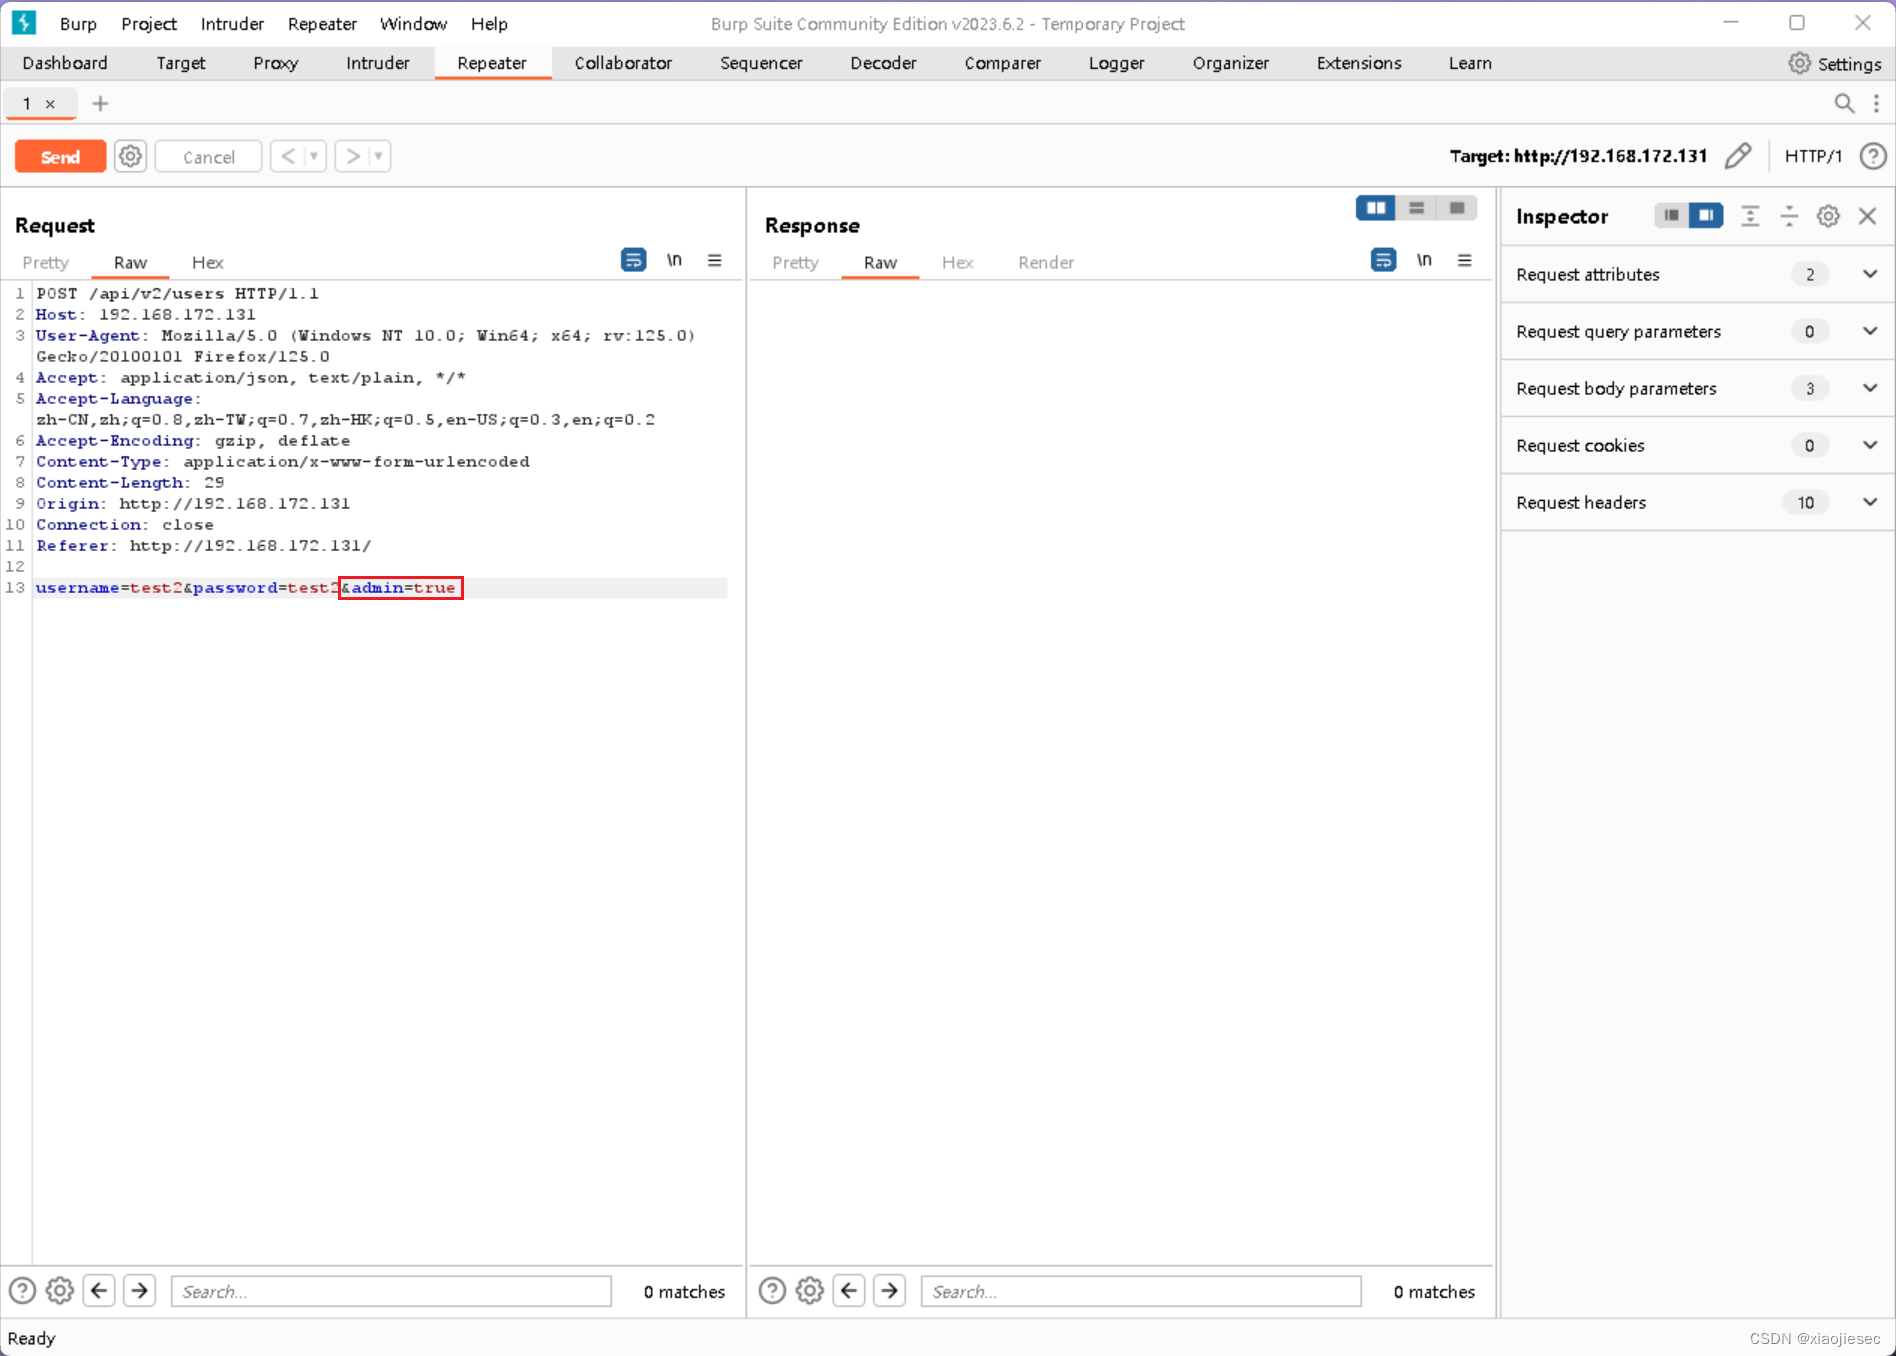 Burp Project Intruder Repeater Window Help Burp Suite Community Edition v2023.6.2 - Temporary Project
Dashboard Target Proxy Intruder Repeater Collaborator Sequencer Decoder Comparer Logger Organizer Extensions Learn Settings
1 × +
Send Cancel < > Target: http://192.168.172.131 HTTP/1 ?
Request
Pretty Raw Hex \n
1 POST /api/v2/users HTTP/1.1
2 Host: 192.168.172.131
3 User-Agent: Mozilla/5.0 (Windows NT 10.0; Win64; x64; rv:125.0)
Gecko/20100101 Firefox/125.0
4 Accept: application/json, text/plain, */*
5 Accept-Language:
zh-CN,zh;q=0.8,zh-TW;q=0.7,zh-HK;q=0.5,en-US;q=0.3,en;q=0.2
6 Accept-Encoding: gzip, deflate
7 Content-Type: application/x-www-form-urlencoded
8 Content-Length: 29
9 Origin: http://192.168.172.131
10 Connection: close
11 Referer: http://192.168.172.131/
12
13 username=test2&password=test2&admin=true
? Search... 0 matches
Response
Pretty Raw Hex Render \n
? Search... 0 matches
Inspector
Request attributes 2
Request query parameters 0
Request body parameters 3
Request cookies 0
Request headers 10
Ready
CSDN @xiaojiesec